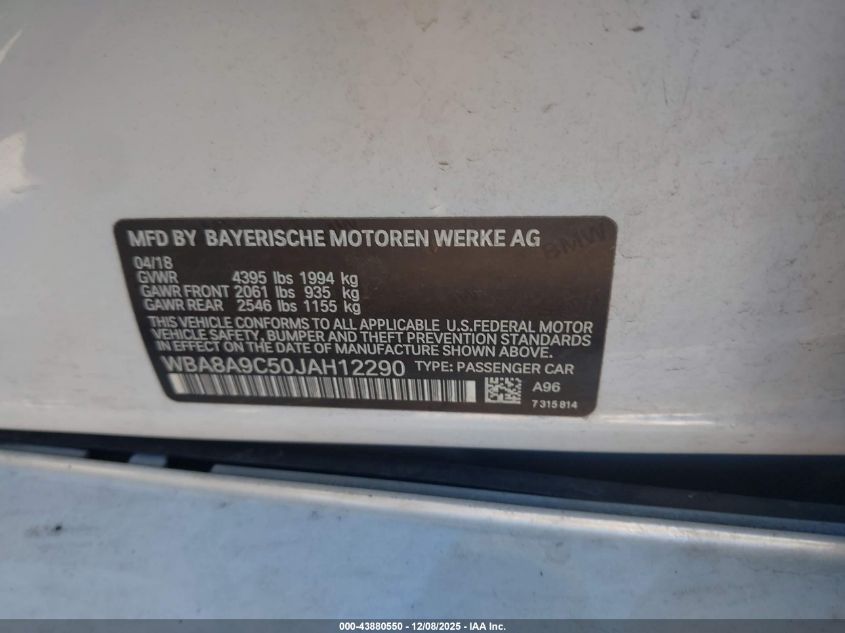 MFD BY BAYERISCHE MOTOREN WERKE AG
BMW
04/18
GVWR 4395 lbs 1994 kg
GAWR FRONT 2061 lbs 935 kg
GAWR REAR 2546 lbs 1155 kg
THIS VEHICLE CONFORMS TO ALL APPLICABLE U.S.FEDERAL MOTOR
VEHICLE SAFETY, BUMPER AND THEFT PREVENTION STANDARDS
IN EFFECT ON THE DATE OF MANUFACTURE SHOWN ABOVE.
WBA8A9C50JAH12290 TYPE: PASSENGER CAR
A96
7 315 814
000-43880550 - 12/08/2025 - IAA Inc.